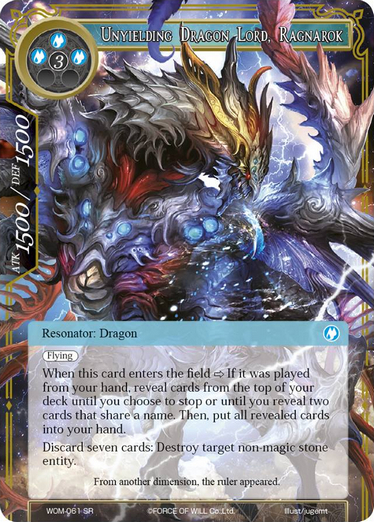 Unyielding Dragon Lord, Ragnarok
3
ATK 1500 / DEF 1500
Resonator: Dragon
Flying
When this card enters the field ⇨ If it was played
from your hand, reveal cards from the top of your
deck until you choose to stop or until you reveal two
cards that share a name. Then, put all revealed cards
into your hand.
Discard seven cards: Destroy target non-magic stone
entity.
From another dimension, the ruler appeared.
WOM-061 SR ©FORCE OF WILL Co.,Ltd. Illust/jugemt